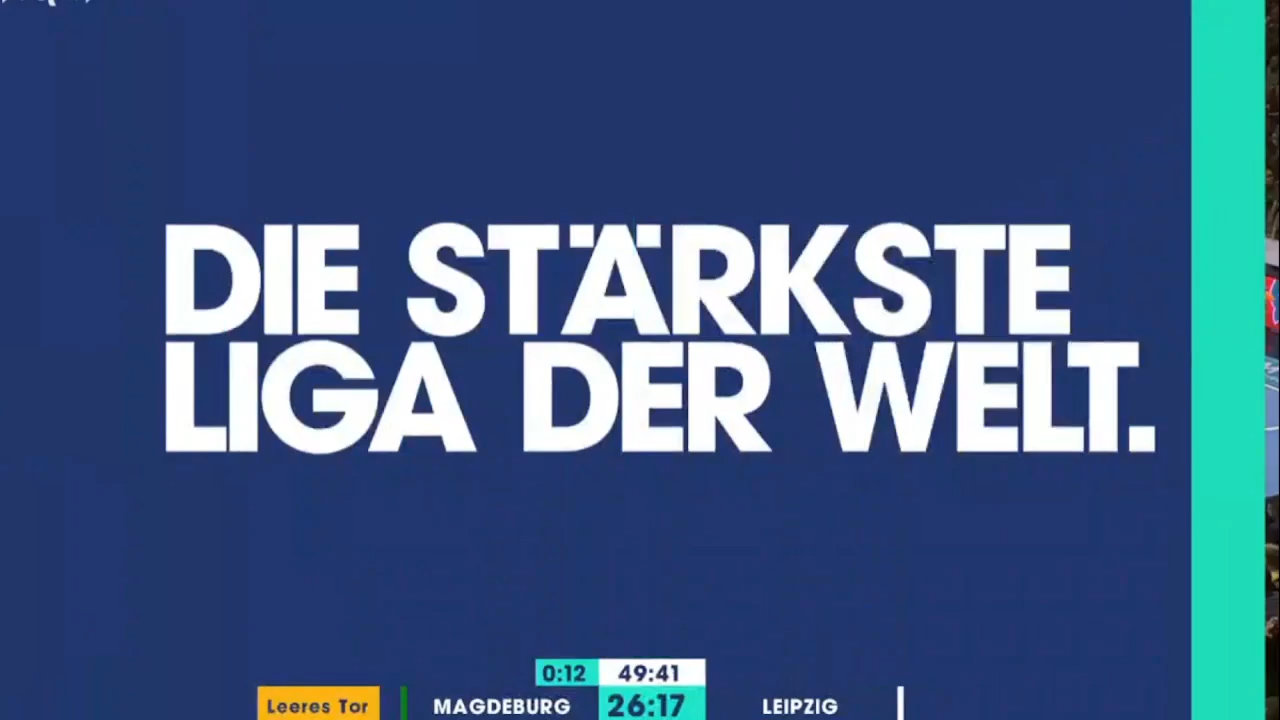 DIE STÄRKSTE
LIGA DER WELT.
0:12 49:41
Leeres Tor MAGDEBURG 26:17 LEIPZIG